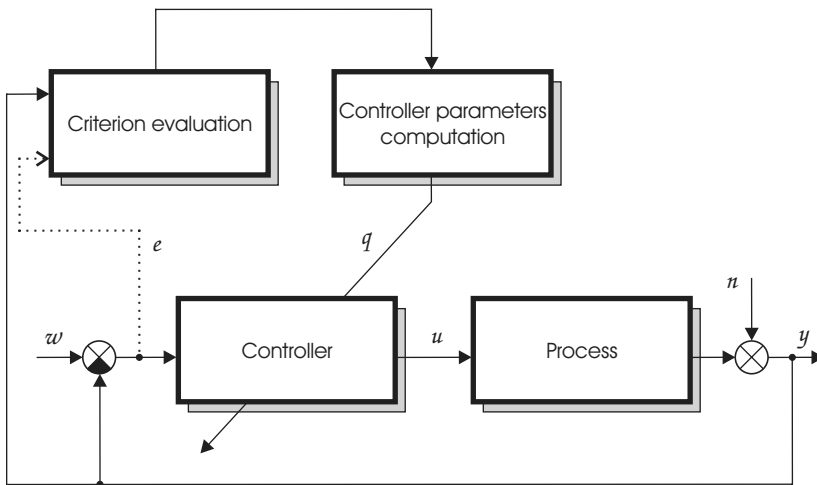 Criterion evaluation
Controller parameters
computation
e
q
w
Controller
u
Process
n
y